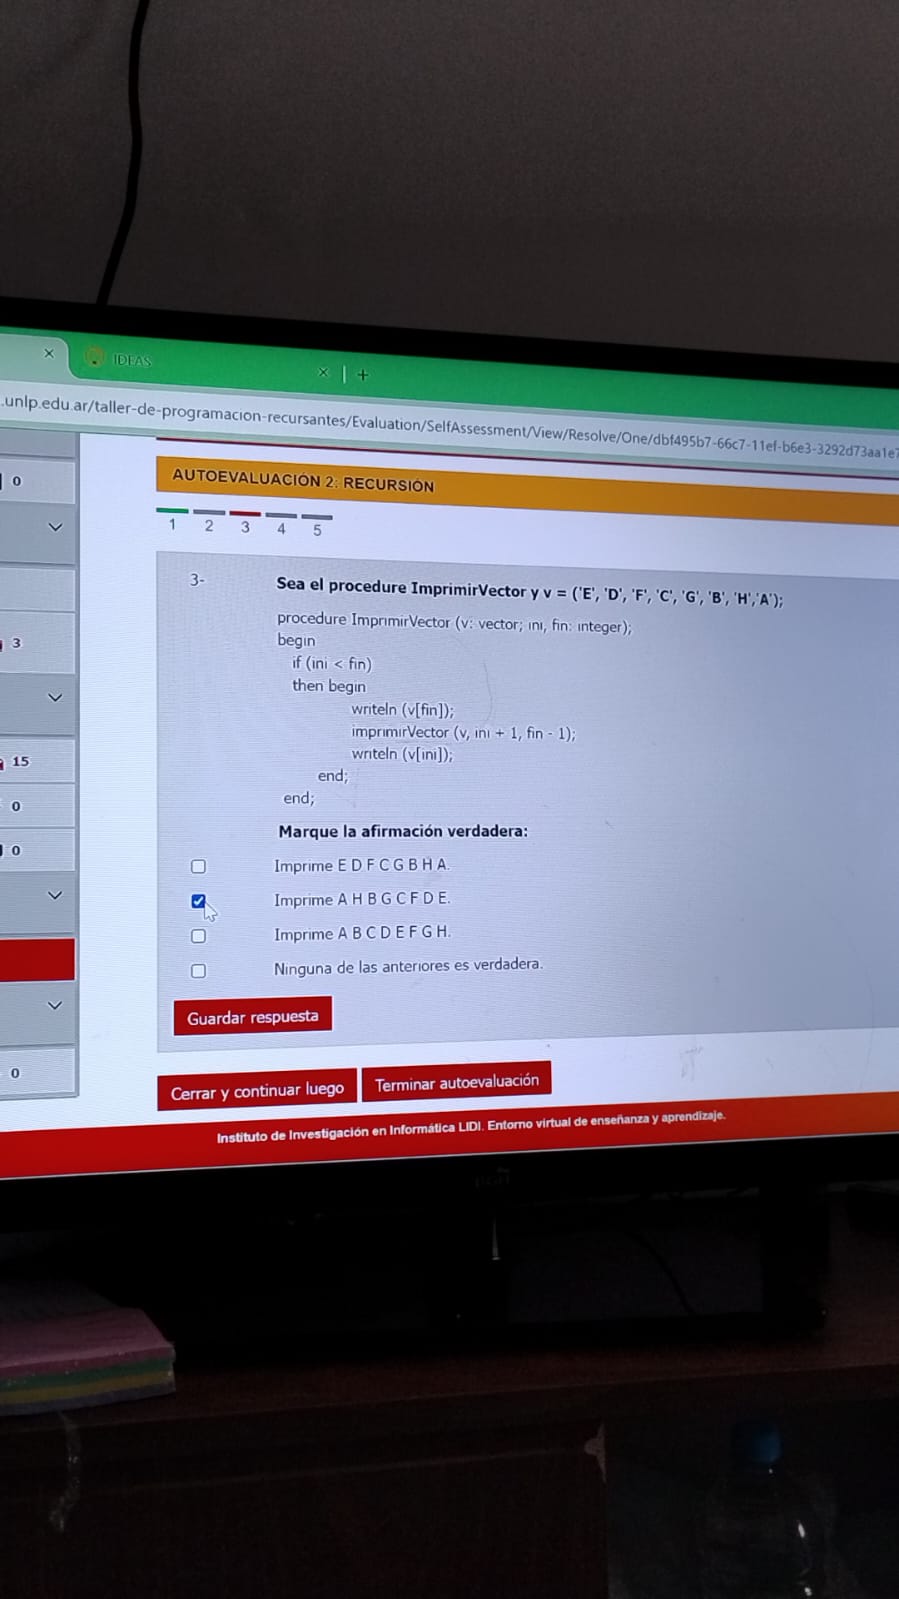 IDEAS
.unlp.edu.ar/taller-de-programacion-recursantes/Evaluation/SelfAssessment/View/Resolve/One/dbf495b7-66c7-11ef-b6e3-3292d73aa1e7
AUTOEVALUACIÓN 2: RECURSIÓN
1 2 3 4 5
0
3
15
0
0
0
3- Sea el procedure ImprimirVector y v = ('E', 'D', 'F', 'C', 'G', 'B', 'H','A');
procedure ImprimirVector (v: vector; ini, fin: integer);
begin
if (ini < fin)
then begin
writeln (v[fin]);
imprimirVector (v, ini + 1, fin - 1);
writeln (v[ini]);
end;
end;
Marque la afirmación verdadera:
Imprime E D F C G B H A.
Imprime A H B G C F D E.
Imprime A B C D E F G H.
Ninguna de las anteriores es verdadera.
Guardar respuesta
Cerrar y continuar luego
Terminar autoevaluación
Instituto de Investigación en Informática LIDI. Entorno virtual de enseñanza y aprendizaje.